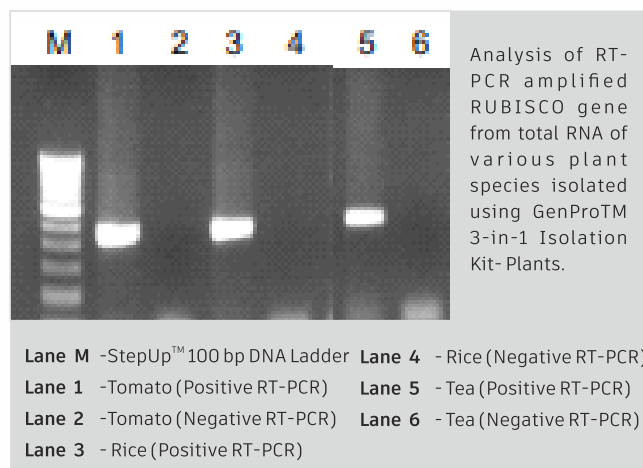 M 1 2 3 4 5 6
Analysis of RT-
PCR amplified
RUBISCO gene
from total RNA of
various plant
species isolated
using GenProTM
3-in-1 Isolation
Kit- Plants.
Lane M -StepUp™ 100 bp DNA Ladder
Lane 1 -Tomato (Positive RT-PCR)
Lane 2 -Tomato (Negative RT-PCR)
Lane 3 - Rice (Positive RT-PCR)
Lane 4 - Rice (Negative RT-PCR)
Lane 5 - Tea (Positive RT-PCR)
Lane 6 - Tea (Negative RT-PCR)